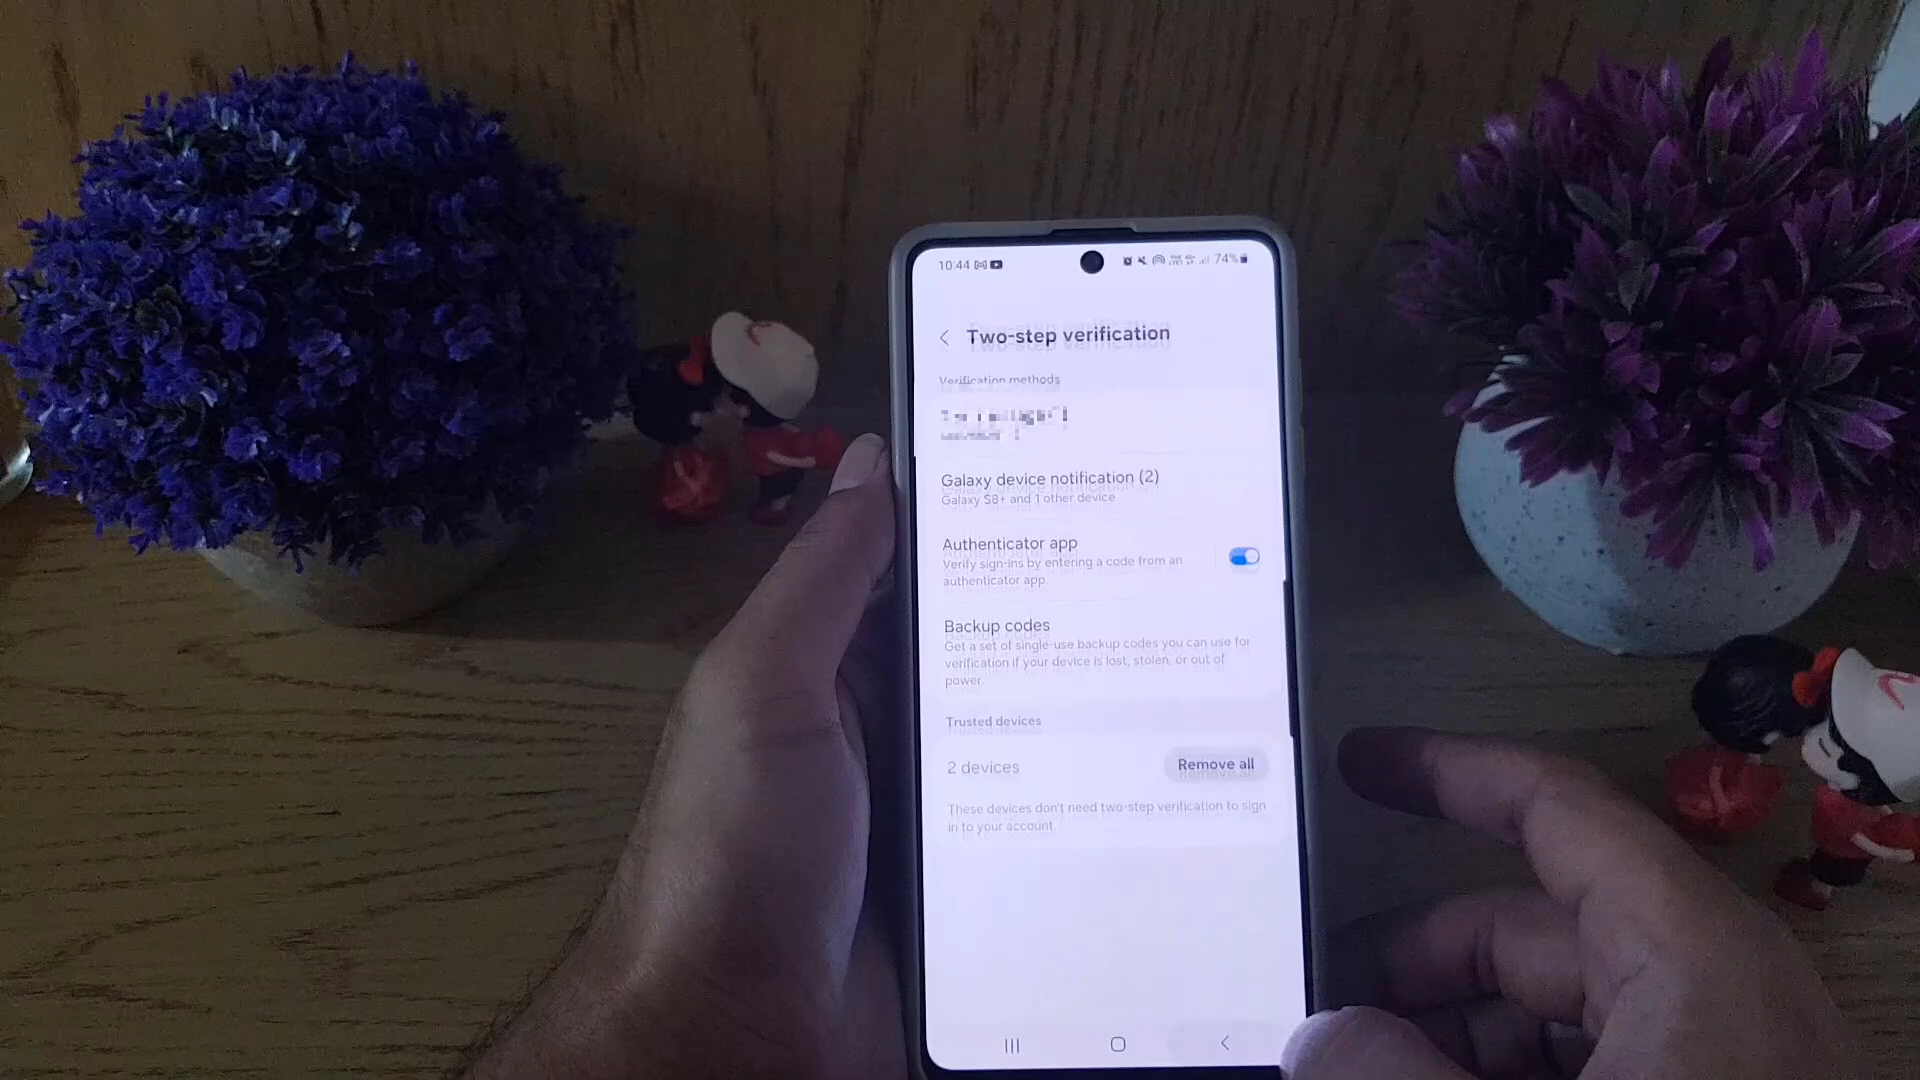 10:44
74%
Two-step verification
Verification methods
Galaxy device notification (2)
Galaxy S8+ and 1 other device
Authenticator app
Verify sign-ins by entering a code from an
authenticator app.
Backup codes
Get a set of single-use backup codes you can use for
verification if your device is lost, stolen, or out of
power.
Trusted devices
2 devices
Remove all
These devices don't need two-step verification to sign
in to your account.